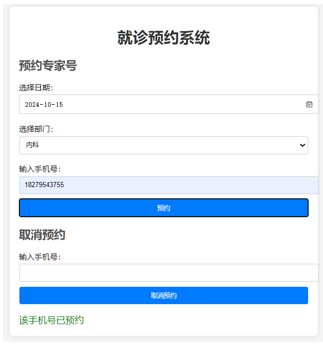 就诊预约系统
预约专家号
选择日期：
2024-10-15
选择部门：
内科
输入手机号：
18279543755
预约
取消预约
输入手机号：
取消预约
该手机号已预约